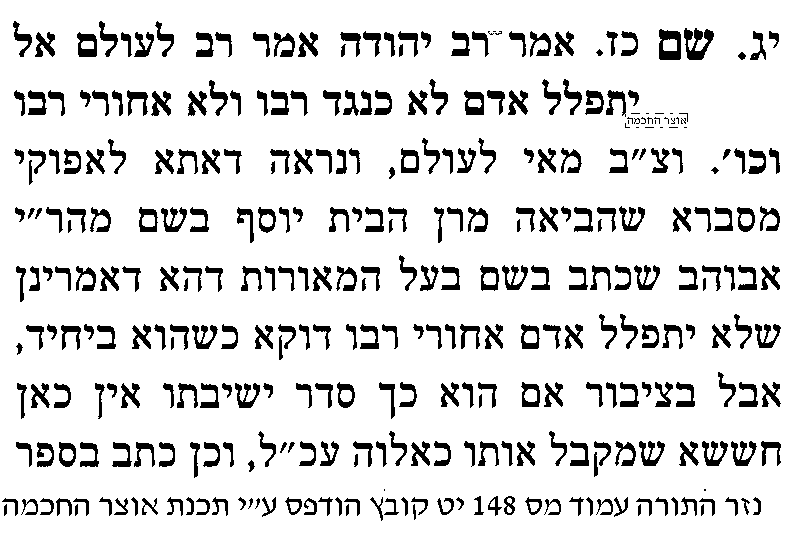 יג. שם כז. אמר רב יהודה אמר רב לעולם אל
יתפלל אדם לא כנגד רבו ולא אחורי רבו
אוצר החכמה
וכו'. וצ"ב מאי לעולם, ונראה דאתא לאפוקי
מסברא שהביאה מרן הבית יוסף בשם מהר"י
אבוהב שכתב בשם בעל המאורות דהא דאמרינן
שלא יתפלל אדם אחורי רבו דוקא כשהוא ביחיד,
אבל בציבור אם הוא כך סדר ישיבתו אין כאן
חששא שמקבל אותו כאלוה עכ"ל, וכן כתב בספר
נזר התורה עמוד מס 148 יט קובץ הודפס ע"י תכנת אוצר החכמה